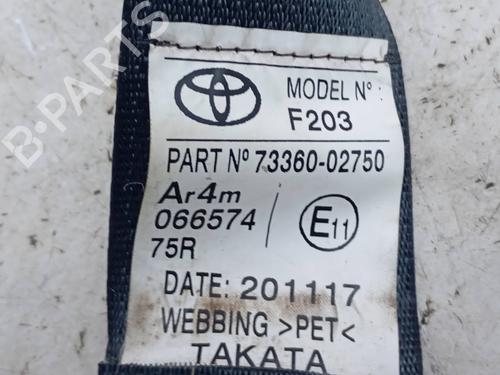 MODEL Nº :
F203
PART Nº 73360-02750
Ar4m
066574
75R
E11
DATE: 201117
WEBBING >PET<
TAKATA
B-PARTS